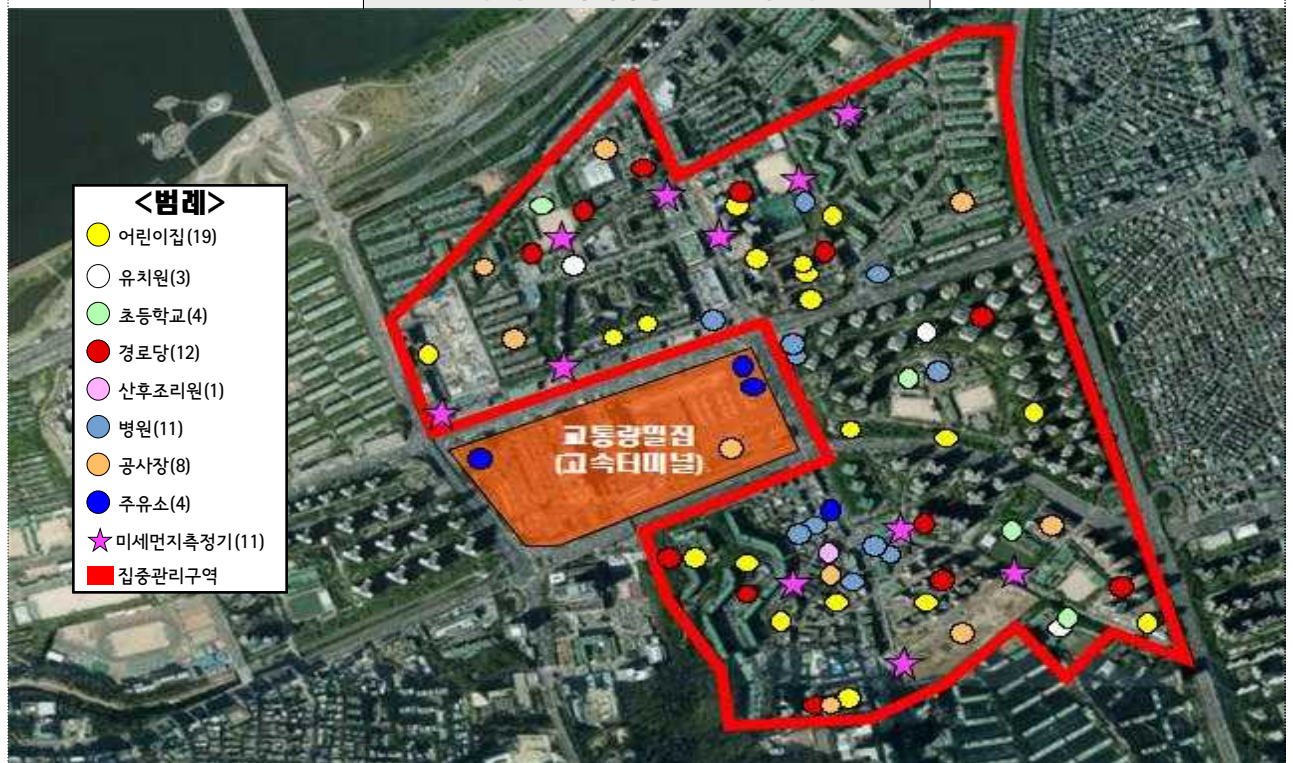 <범례>
어린이집(19)
유치원(3)
초등학교(4)
경로당(12)
산후조리원(1)
병원(11)
공사장(8)
주유소(4)
미세먼지측정기(11)
집중관리구역
교통량밀집
(고속터미널)